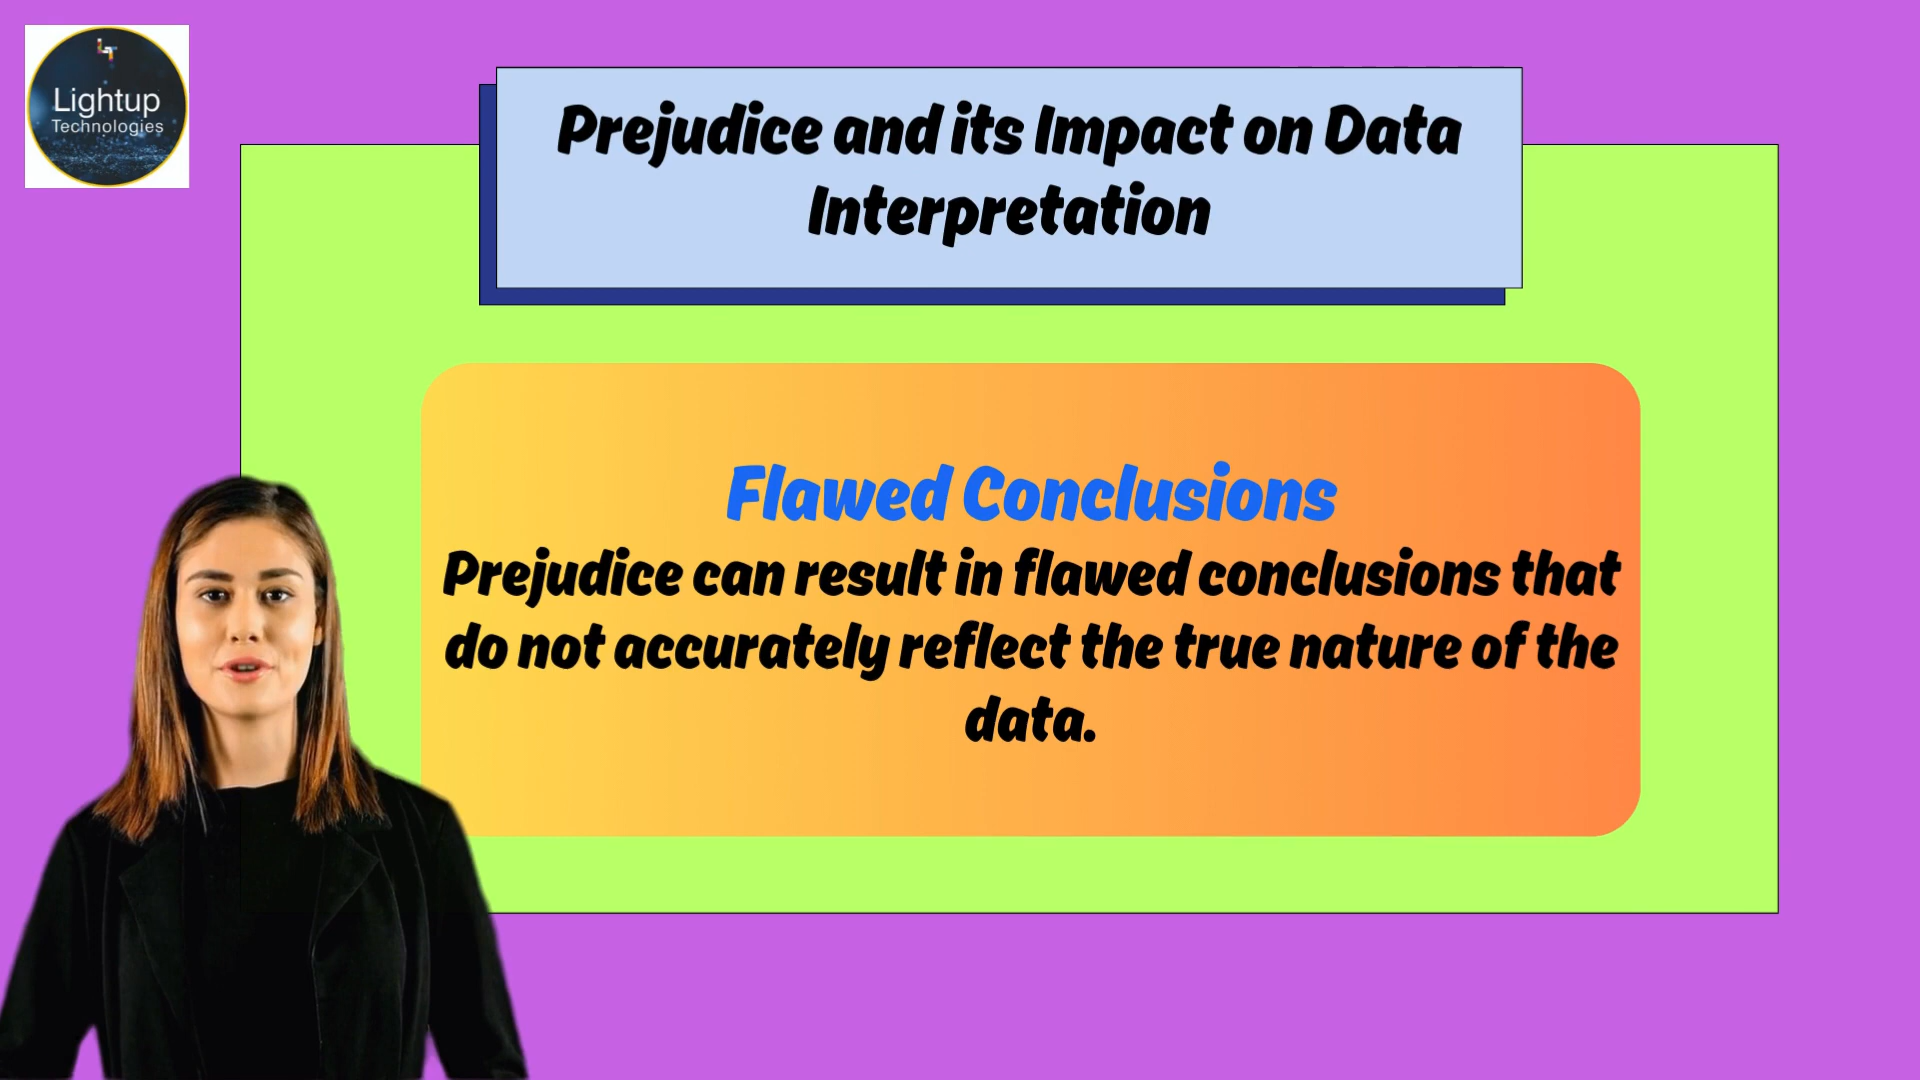 Lightup
Technologies
Prejudice and its Impact on Data
Interpretation
Flawed Conclusions
Prejudice can result in flawed conclusions that
do not accurately reflect the true nature of the
data.